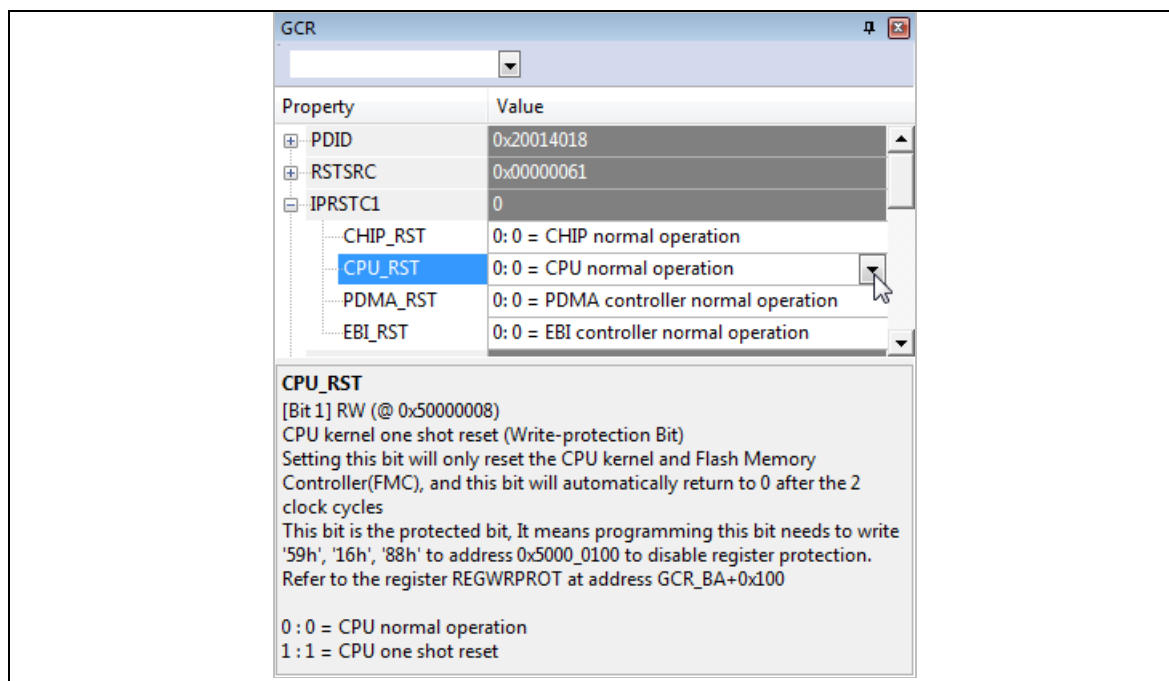 GCR
Property Value
PDID 0x20014018
RSTSRC 0x00000061
IPRSTC1 0
CHIP_RST 0: 0 = CHIP normal operation
CPU_RST 0: 0 = CPU normal operation
PDMA_RST 0: 0 = PDMA controller normal operation
EBI_RST 0: 0 = EBI controller normal operation
CPU_RST
[Bit 1] RW (@ 0x50000008)
CPU kernel one shot reset (Write-protection Bit)
Setting this bit will only reset the CPU kernel and Flash Memory
Controller(FMC), and this bit will automatically return to 0 after the 2
clock cycles
This bit is the protected bit, It means programming this bit needs to write
'59h', '16h', '88h' to address 0x5000_0100 to disable register protection.
Refer to the register REGWRPROT at address GCR_BA+0x100
0 : 0 = CPU normal operation
1 : 1 = CPU one shot reset